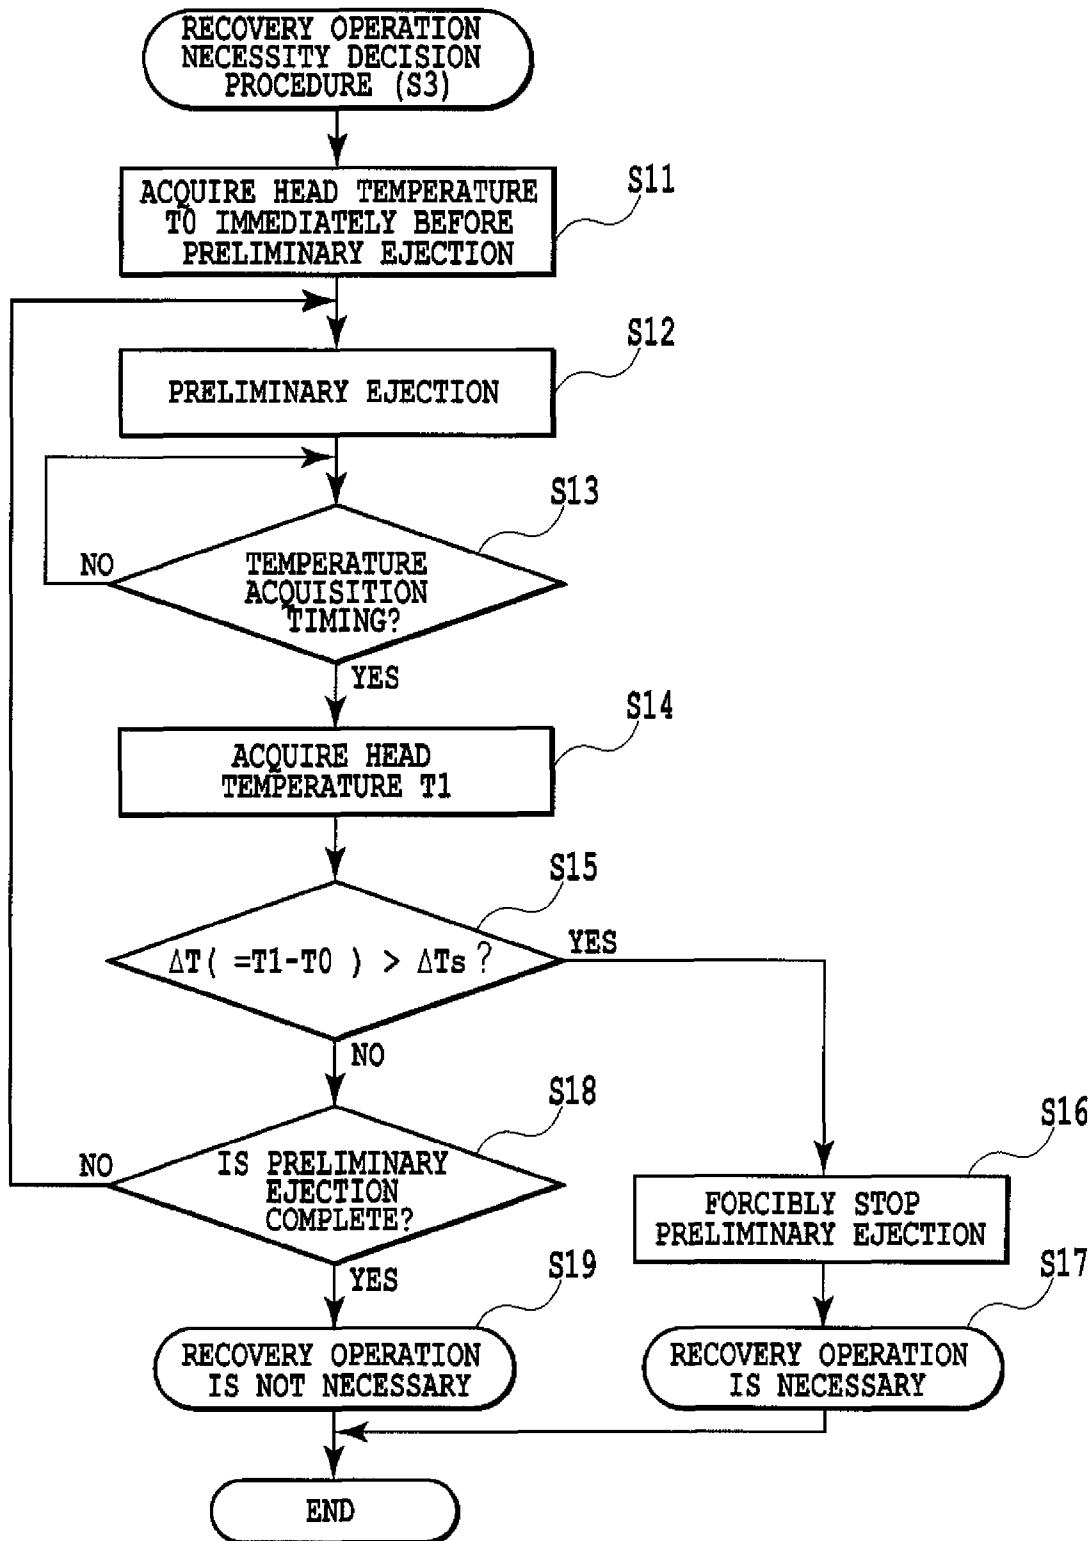 RECOVERY OPERATION
NECESSITY DECISION
PROCEDURE (S3)
S11
ACQUIRE HEAD TEMPERATURE
T0 IMMEDIATELY BEFORE
PRELIMINARY EJECTION
S12
PRELIMINARY EJECTION
S13
NO
TEMPERATURE
ACQUISITION
TIMING?
YES
S14
ACQUIRE HEAD
TEMPERATURE T1
S15
ΔT( =T1-T0 ) > ΔTs ?
YES
NO
S18
NO
IS PRELIMINARY
EJECTION
COMPLETE?
S16
FORCIBLY STOP
PRELIMINARY EJECTION
YES
S19
S17
RECOVERY OPERATION
IS NOT NECESSARY
RECOVERY OPERATION
IS NECESSARY
END